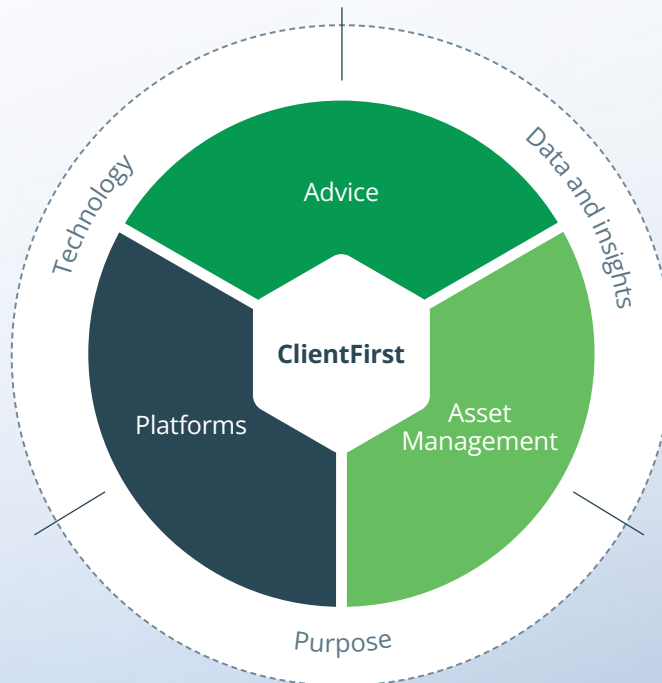 Technology
Data and insights
Advice
ClientFirst
Platforms
Asset
Management
Purpose